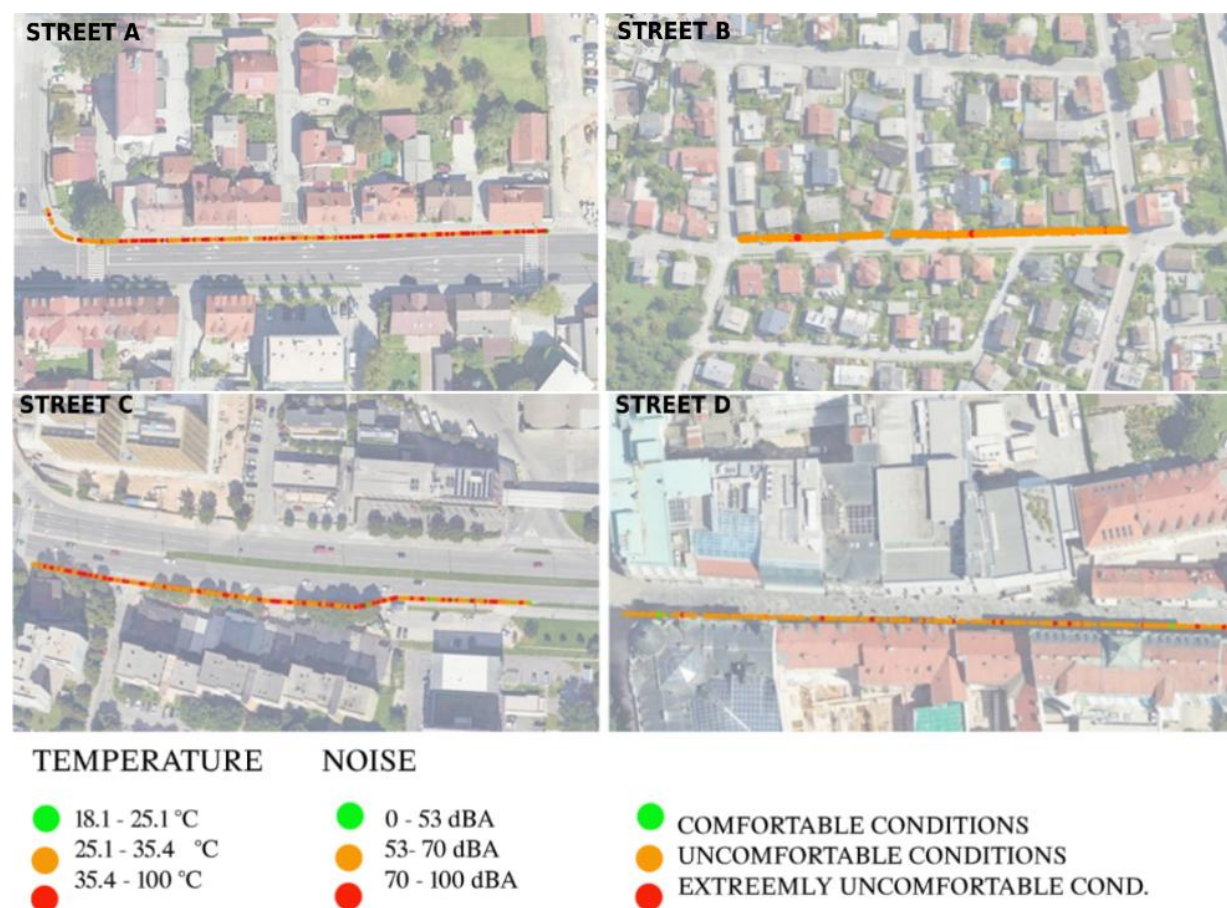 STREET A
STREET B
STREET C
STREET D
TEMPERATURE
18.1 - 25.1 °C
25.1 - 35.4 °C
35.4 - 100 °C
NOISE
0 - 53 dBA
53- 70 dBA
70 - 100 dBA
COMFORTABLE CONDITIONS
UNCOMFORTABLE CONDITIONS
EXTREEMLY UNCOMFORTABLE COND.